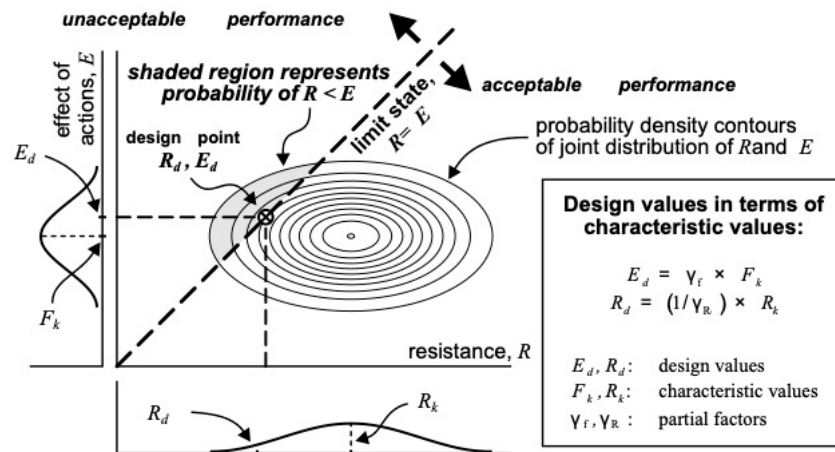 unacceptable performance
effect of
actions, E
shaded region represents
probability of R < E
limit state,
R = E
acceptable performance
design point
R_d, E_d
probability density contours
of joint distribution of Rand E
E_d
F_k
resistance, R
R_d
R_k
Design values in terms of
characteristic values:
E_d = γ_f × F_k
R_d = (1/γ_R) × R_k
E_d, R_d: design values
F_k, R_k: characteristic values
γ_f, γ_R: partial factors